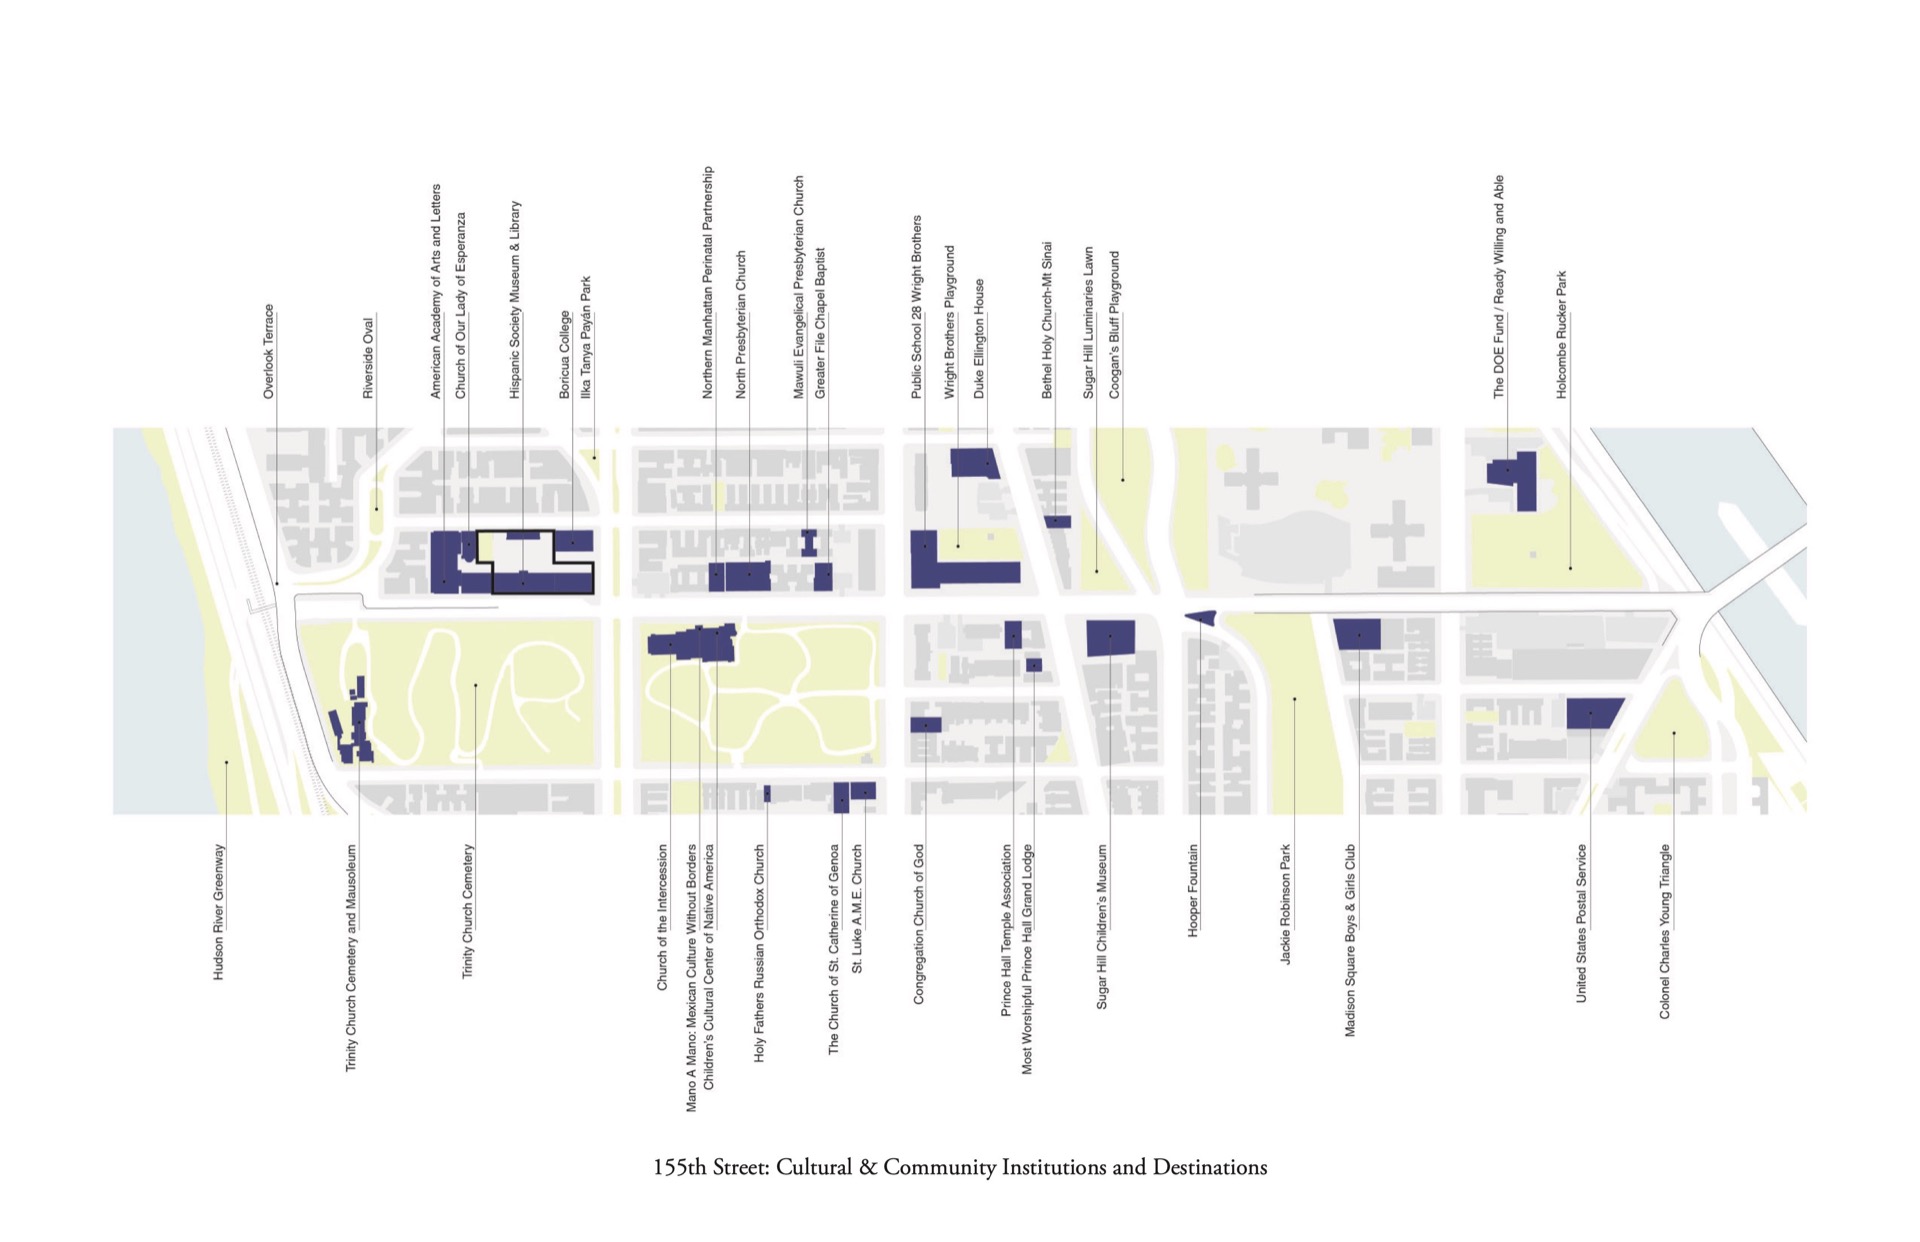 Overlook Terrace
Riverside Oval
American Academy of Arts and Letters
Church of Our Lady of Esperanza
Hispanic Society Museum & Library
Boricua College
Ilka Tanya Payán Park
Northern Manhattan Perinatal Partnership
North Presbyterian Church
Mawuli Evangelical Presbyterian Church
Greater File Chapel Baptist
Public School 28 Wright Brothers
Wright Brothers Playground
Duke Ellington House
Bethel Holy Church-Mt Sinai
Sugar Hill Luminaries Lawn
Coogan's Bluff Playground
The DOE Fund / Ready Willing and Able
Holcombe Rucker Park
Hudson River Greenway
Trinity Church Cemetery and Mausoleum
Trinity Church Cemetery
Church of the Intercession
Mano A Mano: Mexican Culture Without Borders
Children's Cultural Center of Native America
Holy Fathers Russian Orthodox Church
The Church of St. Catherine of Genoa
St. Luke A.M.E. Church
Congregation Church of God
Prince Hall Temple Association
Most Worshipful Prince Hall Grand Lodge
Sugar Hill Children's Museum
Hooper Fountain
Jackie Robinson Park
Madison Square Boys & Girls Club
United States Postal Service
Colonel Charles Young Triangle
155th Street: Cultural & Community Institutions and Destinations